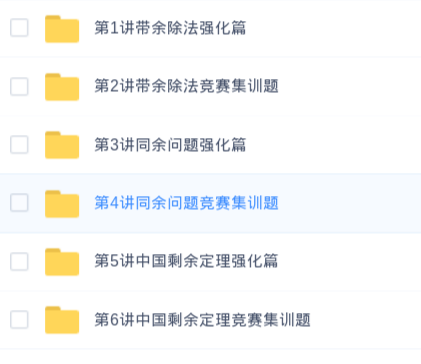 第1讲带余除法强化篇
第2讲带余除法竞赛集训题
第3讲同余问题强化篇
第4讲同余问题竞赛集训题
第5讲中国剩余定理强化篇
第6讲中国剩余定理竞赛集训题